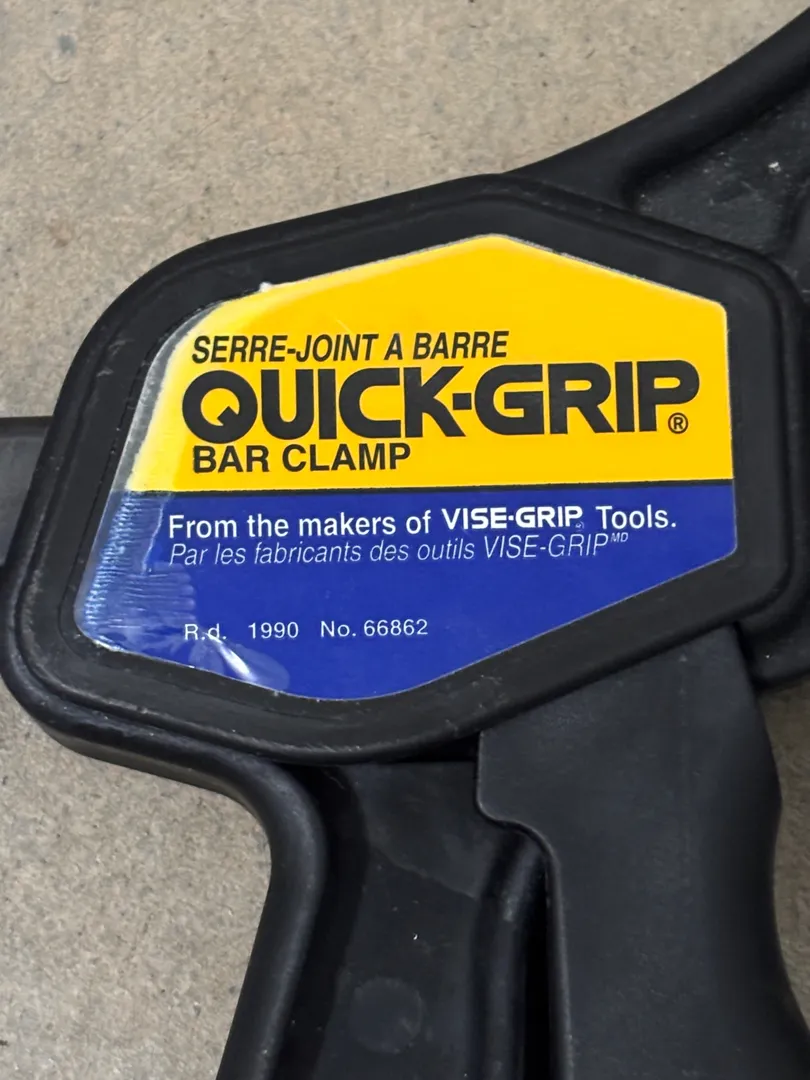 SERRE-JOINT A BARRE
QUICK-GRIP®
BAR CLAMP
From the makers of VISE-GRIP® Tools.
Par les fabricants des outils VISE-GRIP MD
R.d. 1990 No. 66862